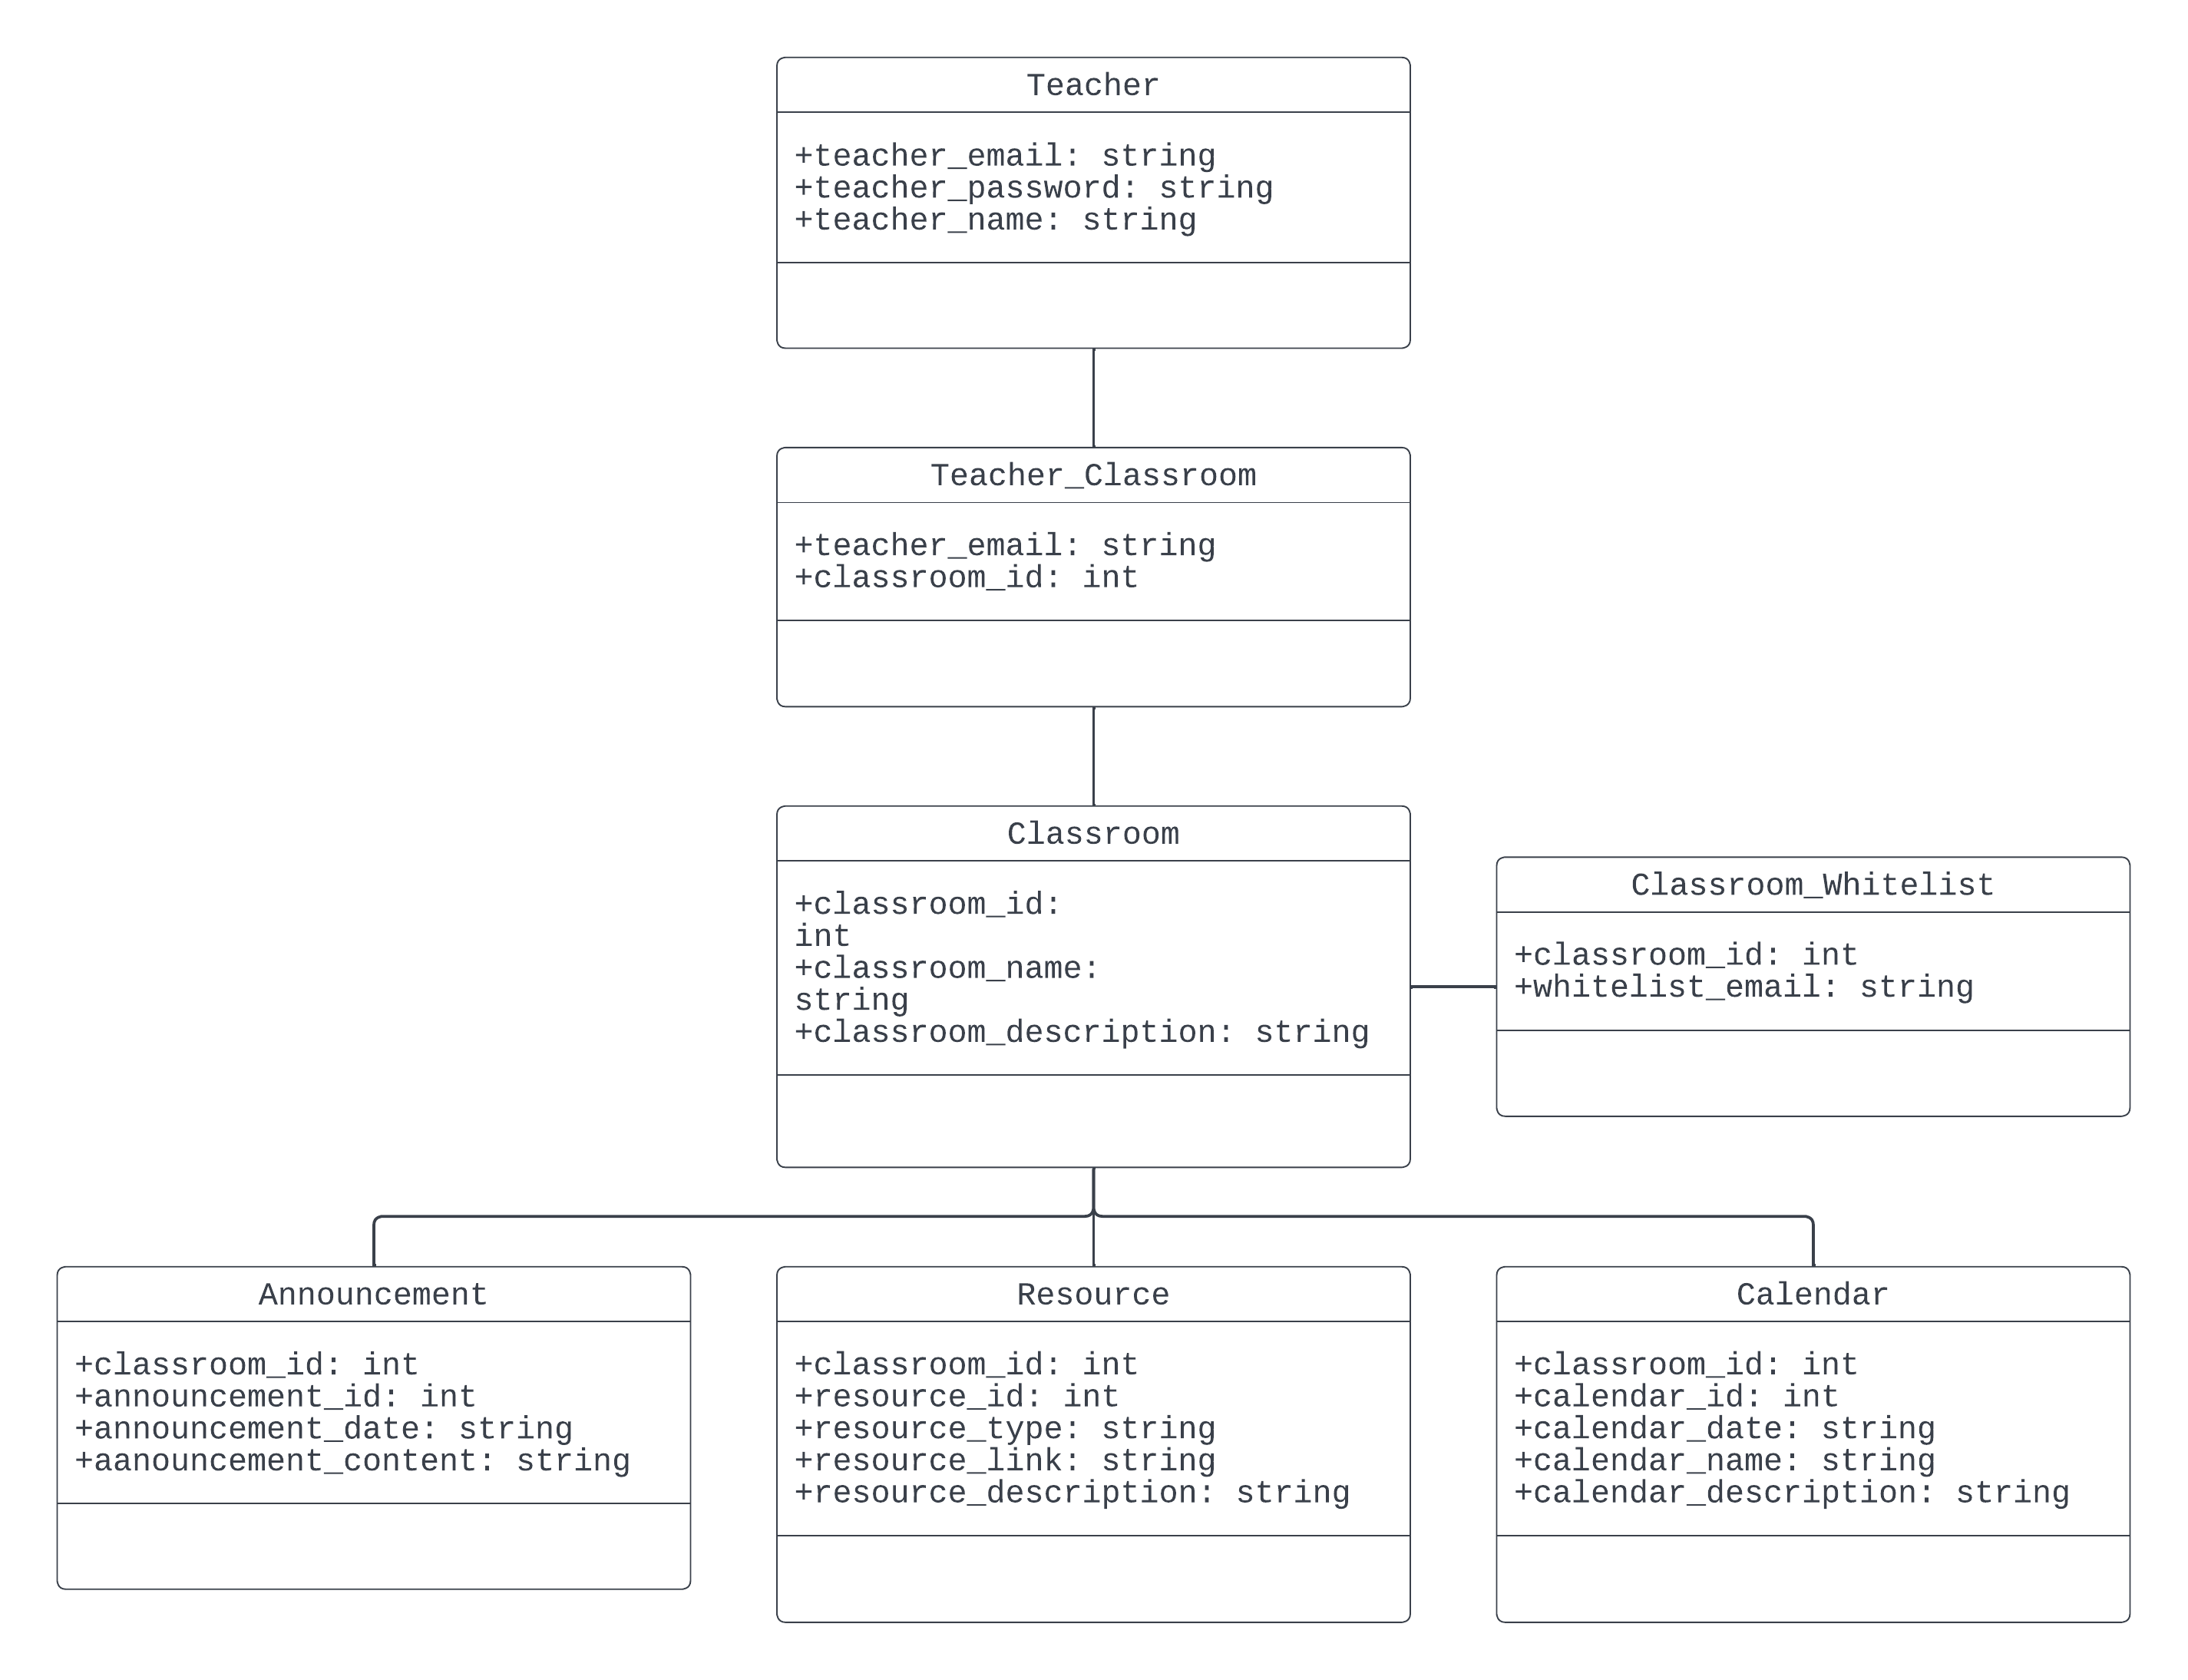 Teacher
+teacher_email: string
+teacher_password: string
+teacher_name: string
Teacher_Classroom
+teacher_email: string
+classroom_id: int
Classroom
+classroom_id:
int
+classroom_name:
string
+classroom_description: string
Classroom_Whitelist
+classroom_id: int
+whitelist_email: string
Announcement
+classroom_id: int
+announcement_id: int
+announcement_date: string
+aanouncement_content: string
Resource
+classroom_id: int
+resource_id: int
+resource_type: string
+resource_link: string
+resource_description: string
Calendar
+classroom_id: int
+calendar_id: int
+calendar_date: string
+calendar_name: string
+calendar_description: string